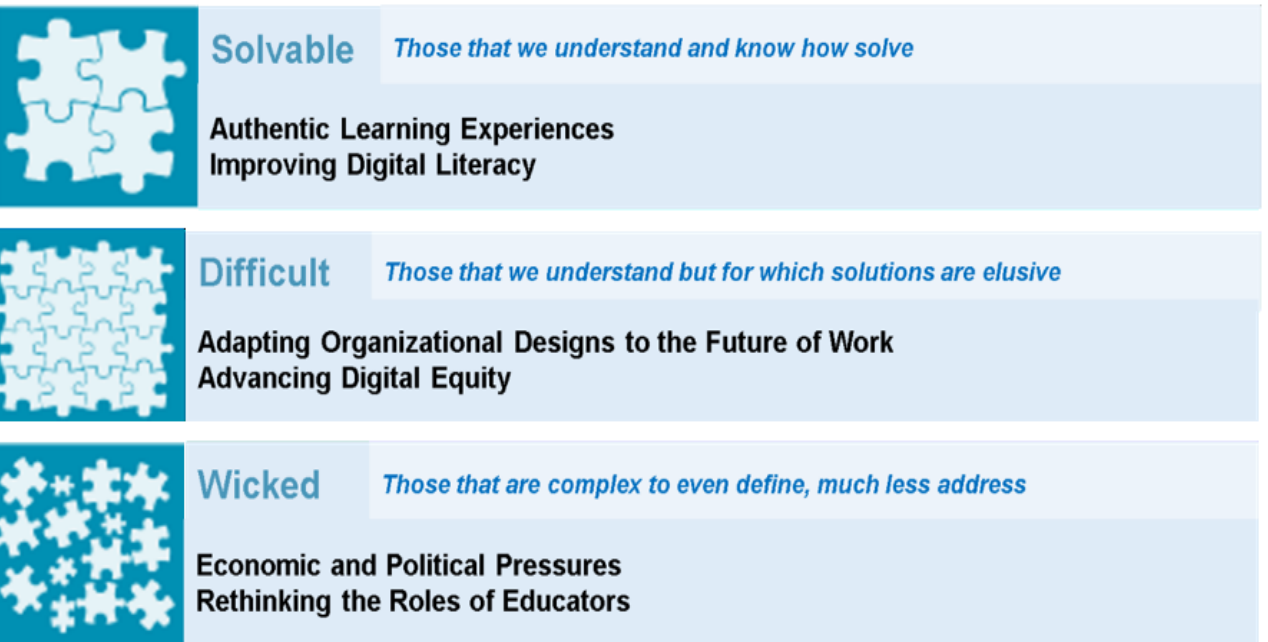 Solvable
Those that we understand and know how solve
Authentic Learning Experiences
Improving Digital Literacy
Difficult
Those that we understand but for which solutions are elusive
Adapting Organizational Designs to the Future of Work
Advancing Digital Equity
Wicked
Those that are complex to even define, much less address
Economic and Political Pressures
Rethinking the Roles of Educators